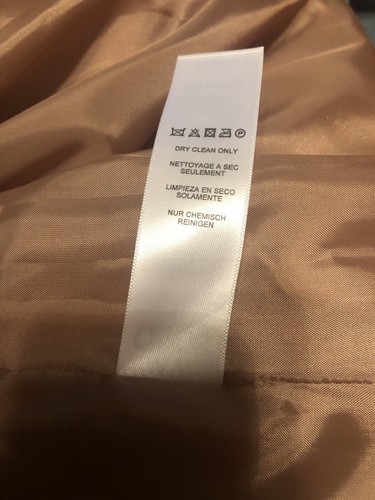 DRY CLEAN ONLY
NETTOYAGE A SEC
SEULEMENT
LIMPIEZA EN SECO
SOLAMENTE
NUR CHEMISCH
REINIGEN